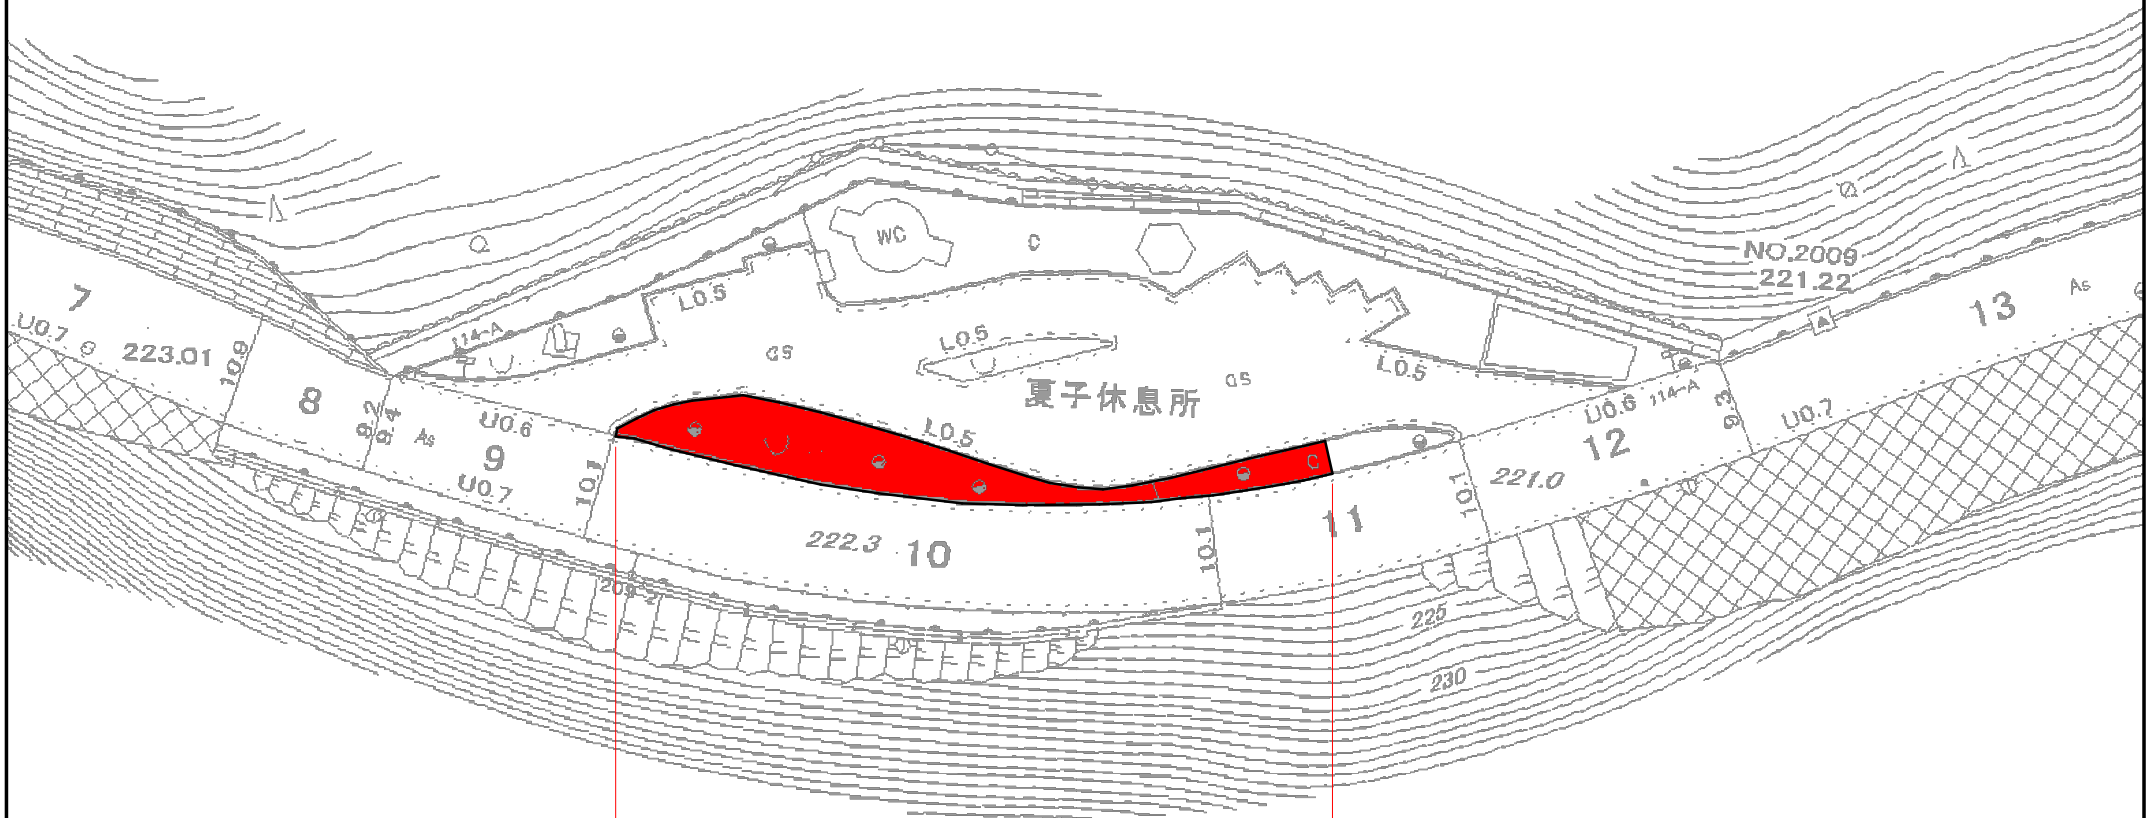 NO.2009
221.22
WC
C
7
U0.7
223.01
10.9
114-A
L0.5
L0.5
GS
GS
夏子休息所
L0.5
114-A
As
13
8
9.2
9.4
As
U0.6
9
U0.7
10.1
L0.5
C
U0.6
9.3
U0.7
12
221.0
10.1
11
222.3
10
10.1
225
230